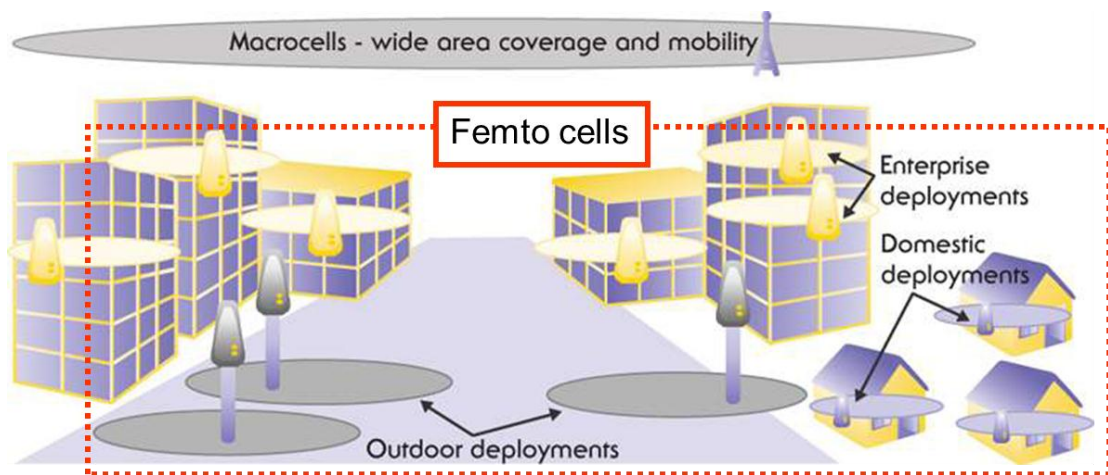 Macrocells - wide area coverage and mobility
Femto cells
Enterprise
deployments
Domestic
deployments
Outdoor deployments